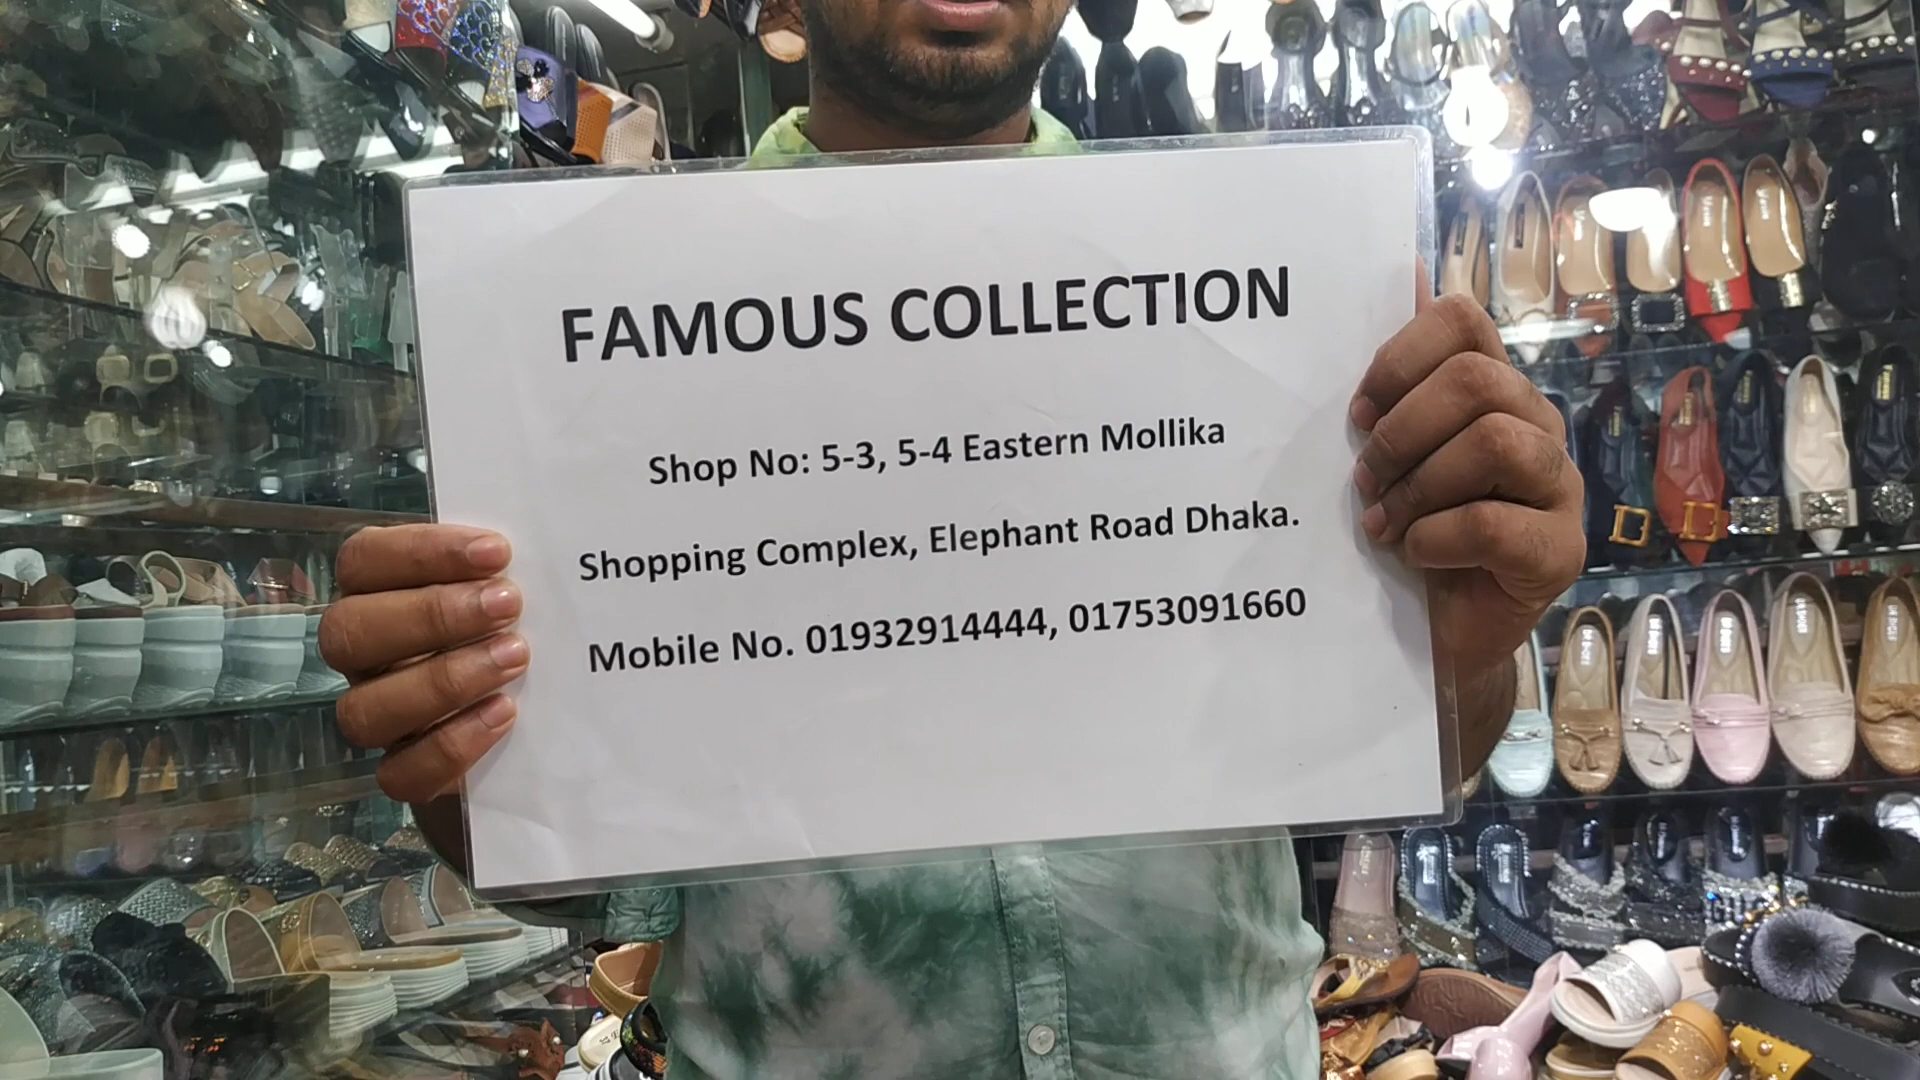 FAMOUS COLLECTION
Shop No: 5-3, 5-4 Eastern Mollika
Shopping Complex, Elephant Road Dhaka.
Mobile No. 01932914444, 01753091660